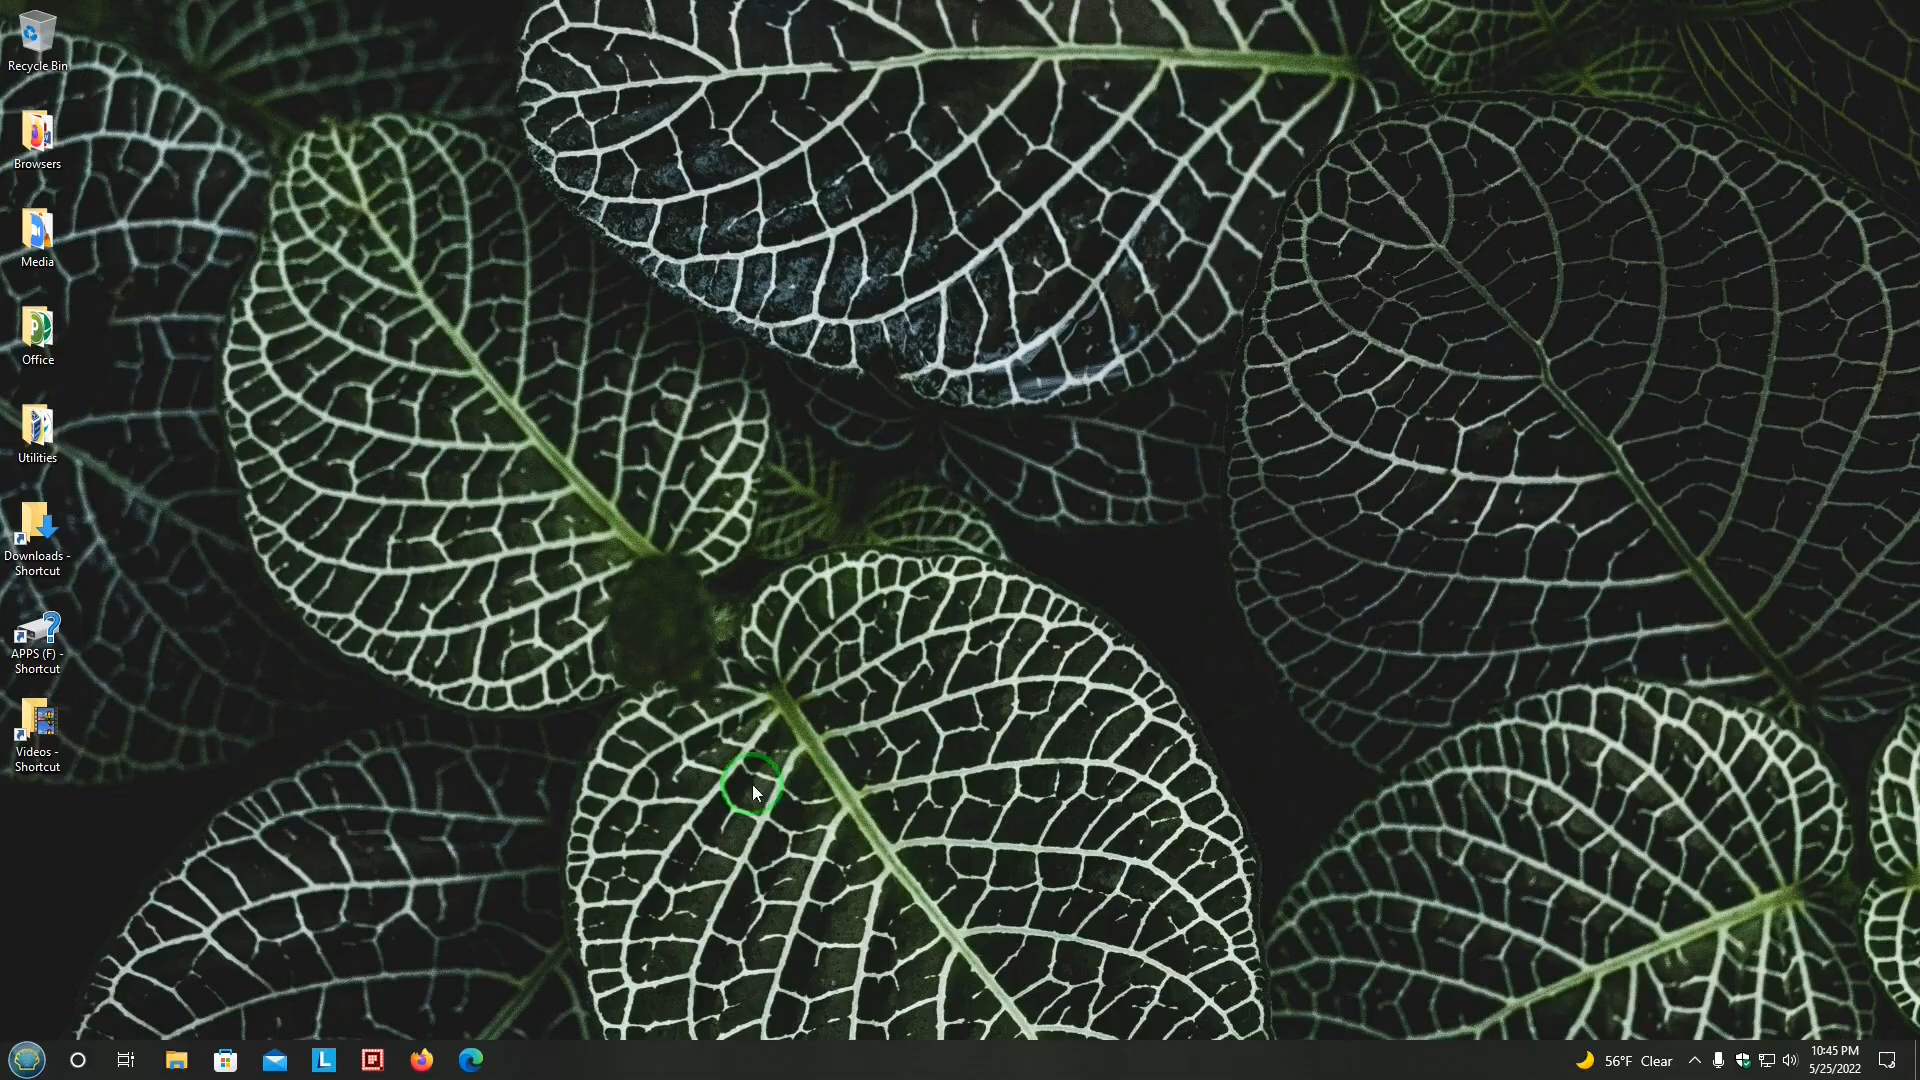 Recycle Bin
Browsers
Media
Office
Utilities
Downloads -
Shortcut
APPS (F) -
Shortcut
Videos -
Shortcut
L
56°F Clear
10:45 PM
5/25/2022